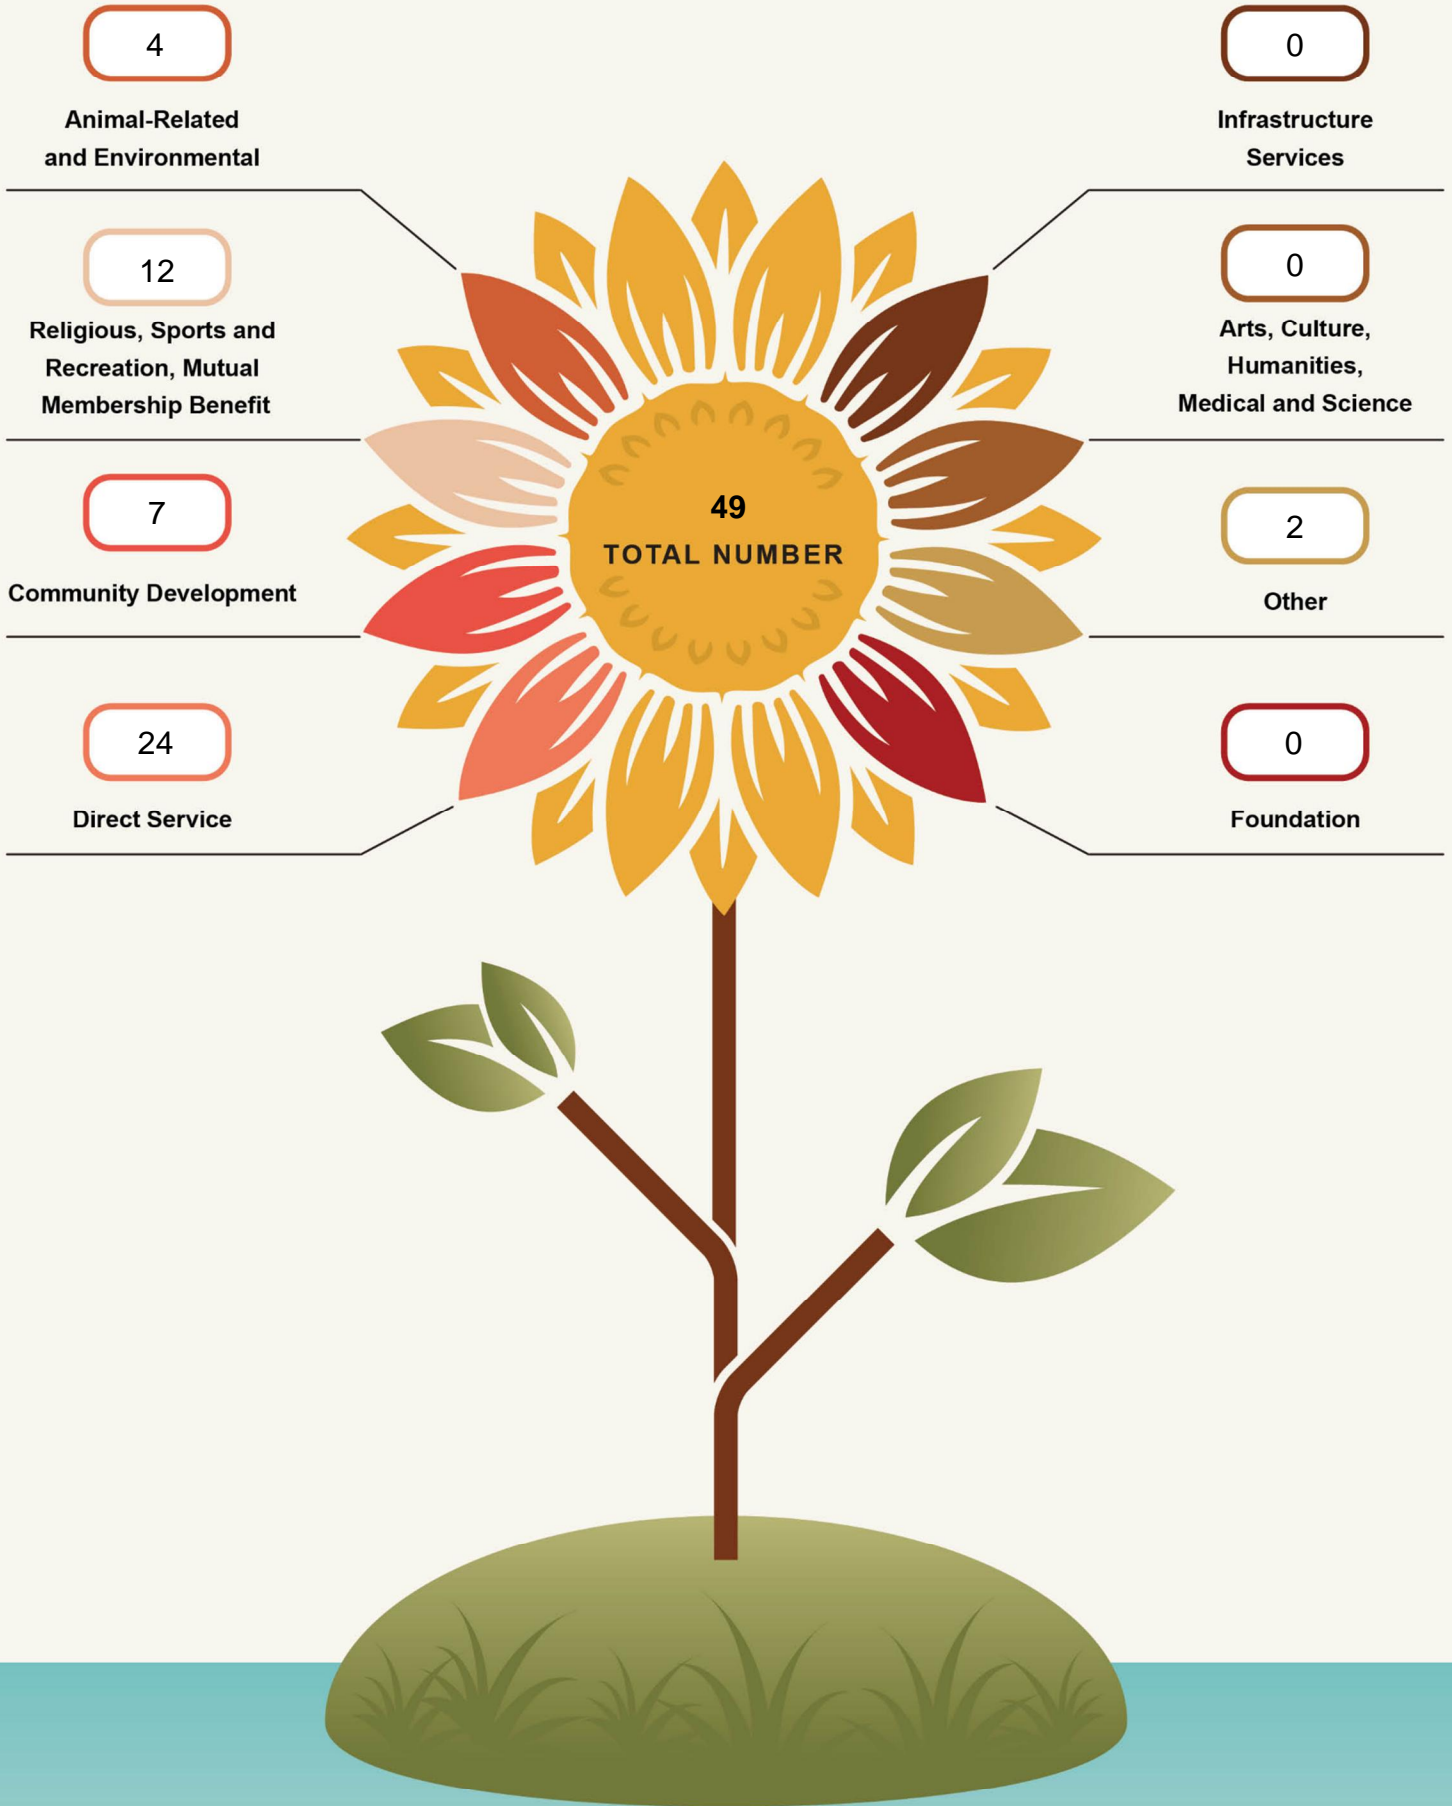 4
Animal-Related
and Environmental
12
Religious, Sports and
Recreation, Mutual
Membership Benefit
7
Community Development
24
Direct Service
49
TOTAL NUMBER
0
Infrastructure
Services
0
Arts, Culture,
Humanities,
Medical and Science
2
Other
0
Foundation